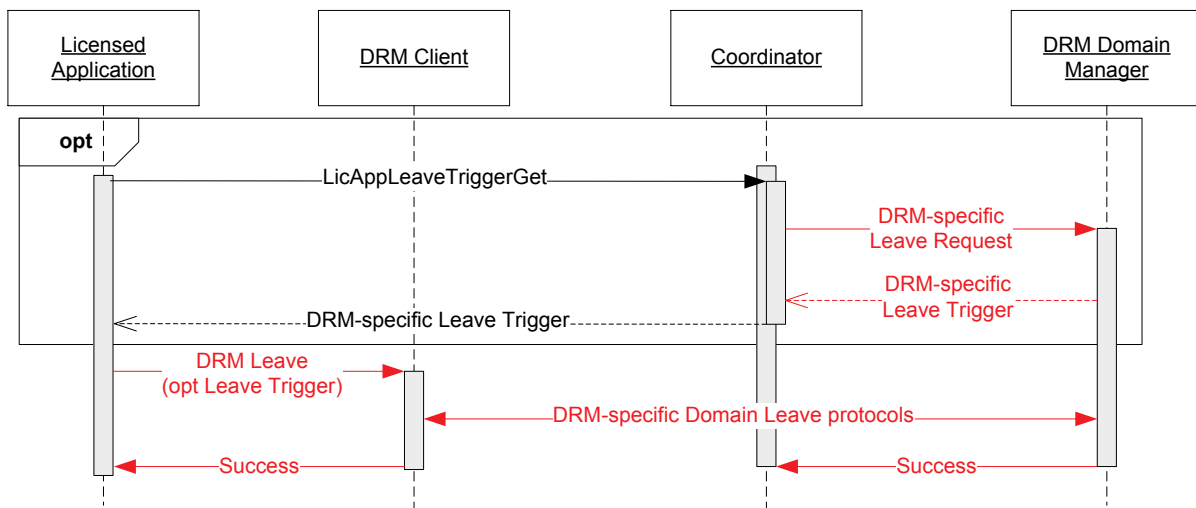 Licensed
Application
DRM Client
Coordinator
DRM Domain
Manager
opt
LicAppLeaveTriggerGet
DRM-specific
Leave Request
DRM-specific
Leave Trigger
DRM-specific Leave Trigger
DRM Leave
(opt Leave Trigger)
DRM-specific Domain Leave protocols
Success
Success